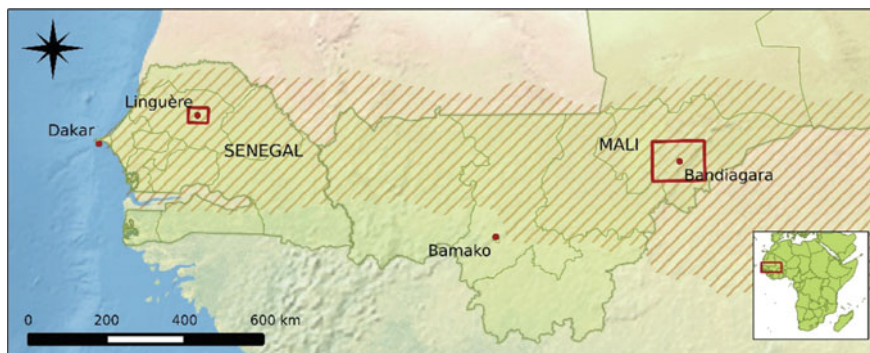 Linguère
Dakar
SENEGAL
MALI
Bandiagara
Bamako
0 200 400 600 km